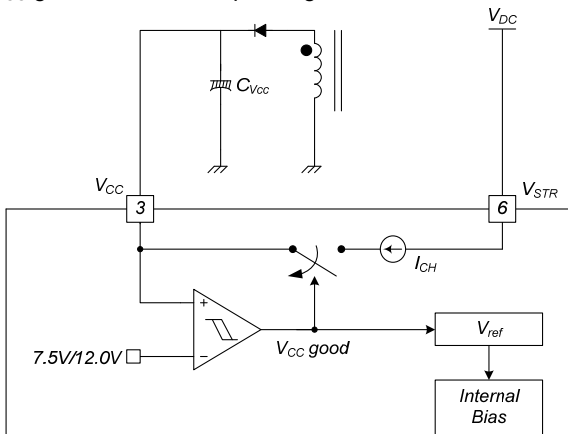 V_DC
C_Vcc
V_CC
3
6
V_STR
I_CH
+
7.5V/12.0V
−
V_CC good
V_ref
Internal
Bias